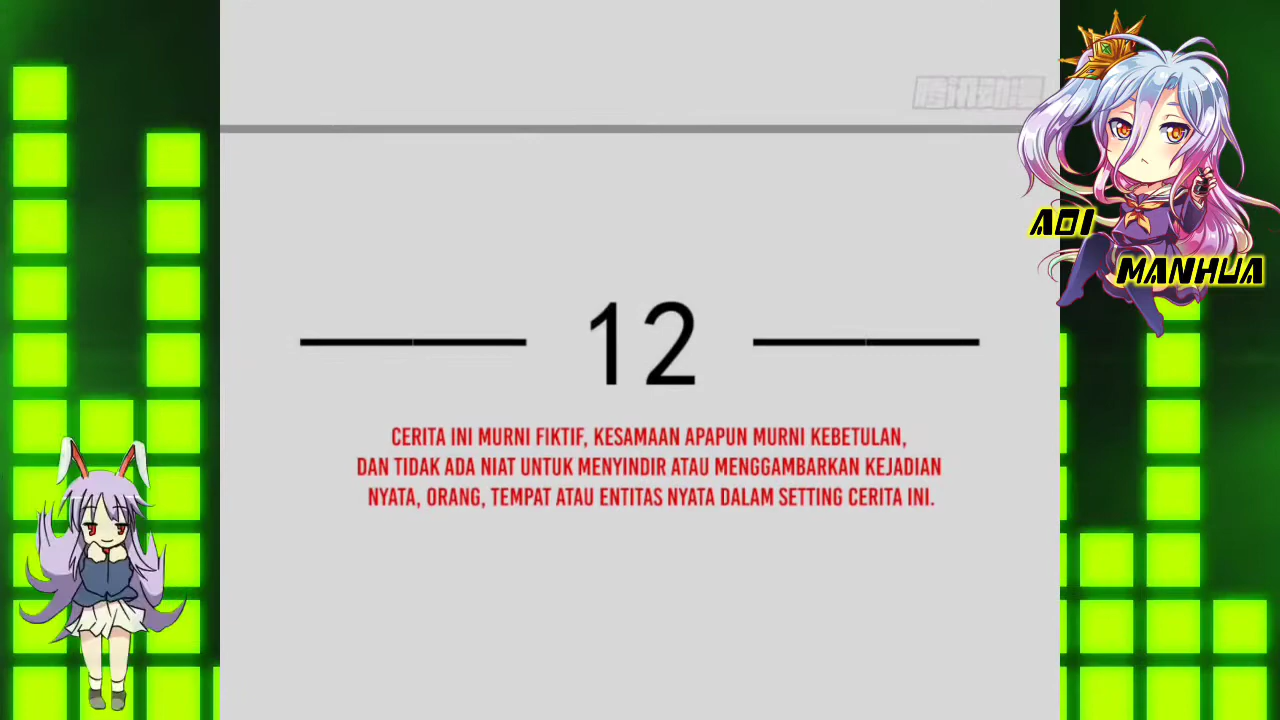 AOI
MANHUA
12
CERITA INI MURNI FIKTIF, KESAMAAN APAPUN MURNI KEBETULAN,
DAN TIDAK ADA NIAT UNTUK MENYINDIR ATAU MENGGAMBARKAN KEJADIAN
NYATA, ORANG, TEMPAT ATAU ENTITAS NYATA DALAM SETTING CERITA INI.